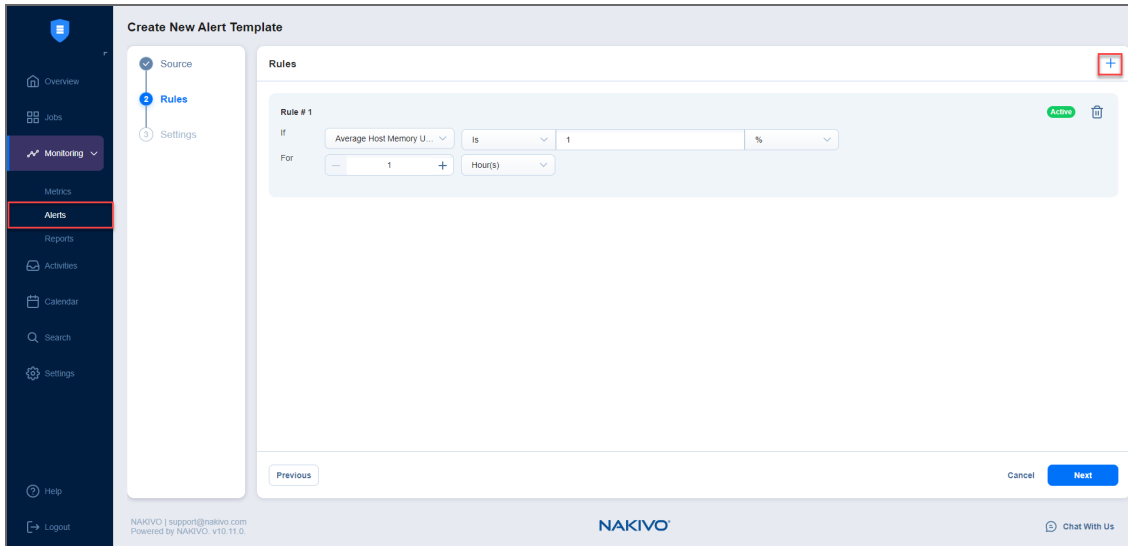 Create New Alert Template
Overview
Jobs
Monitoring
Metrics
Alerts
Reports
Activities
Calendar
Search
Settings
Help
Logout
Source
2 Rules
3 Settings
Rules
Rule # 1
Active
If Average Host Memory U... Is 1 %
For 1 Hour(s)
Previous
Cancel
Next
NAKIVO | support@nakivo.com
Powered by NAKIVO. v10.11.0.
NAKIVO®
Chat With Us